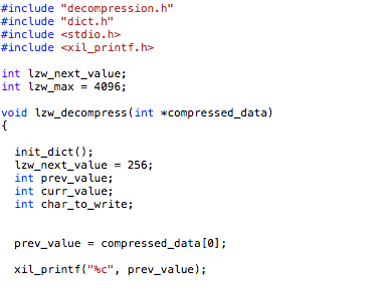 #include "decompression.h"
#include "dict.h"
#include <stdio.h>
#include <xil_printf.h>
int lzw_next_value;
int lzw_max = 4096;
void lzw_decompress(int *compressed_data)
{
init_dict();
lzw_next_value = 256;
int prev_value;
int curr_value;
int char_to_write;
prev_value = compressed_data[0];
xil_printf("%c", prev_value);